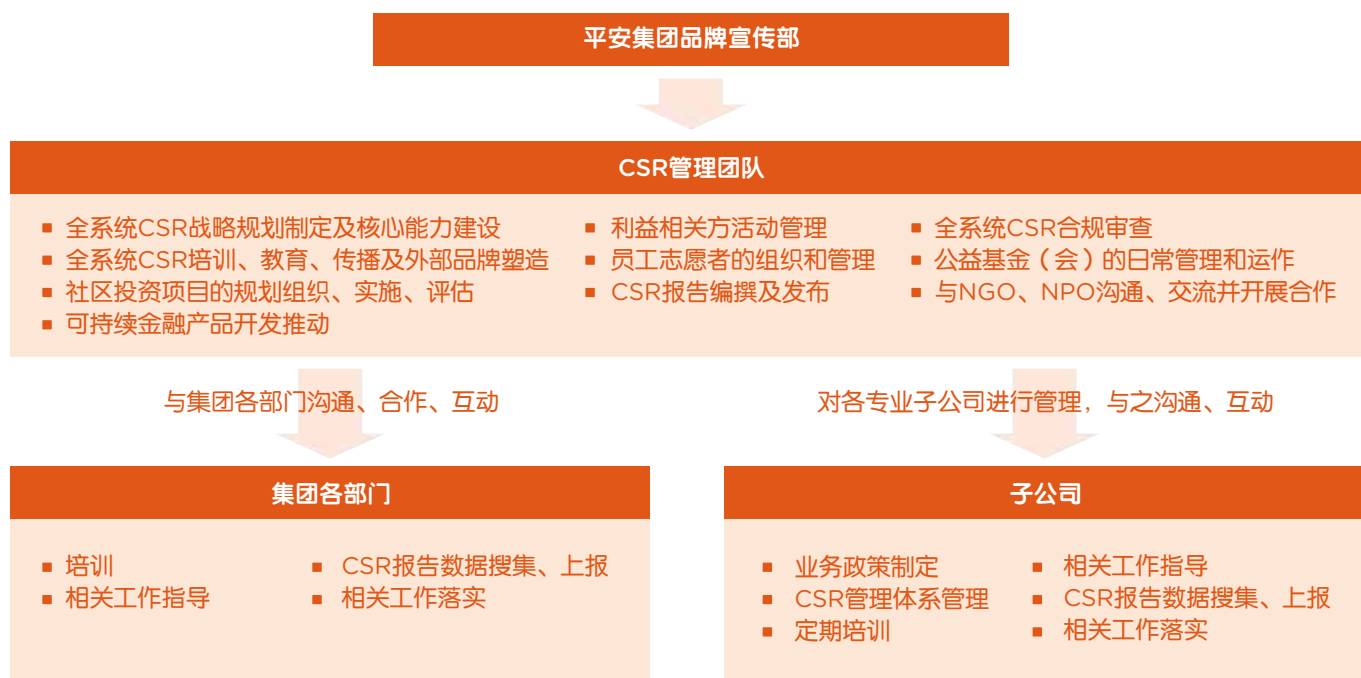 平安集团品牌宣传部
CSR管理团队
■ 全系统CSR战略规划制定及核心能力建设
■ 全系统CSR培训、教育、传播及外部品牌塑造
■ 社区投资项目的规划组织、实施、评估
■ 可持续金融产品开发推动
■ 利益相关方活动管理
■ 员工志愿者的组织和管理
■ CSR报告编撰及发布
■ 全系统CSR合规审查
■ 公益基金（会）的日常管理和运作
■ 与NGO、NPO沟通、交流并开展合作
与集团各部门沟通、合作、互动
对各专业子公司进行管理，与之沟通、互动
集团各部门
■ 培训
■ 相关工作指导
■ CSR报告数据搜集、上报
■ 相关工作落实
子公司
■ 业务政策制定
■ CSR管理体系管理
■ 定期培训
■ 相关工作指导
■ CSR报告数据搜集、上报
■ 相关工作落实